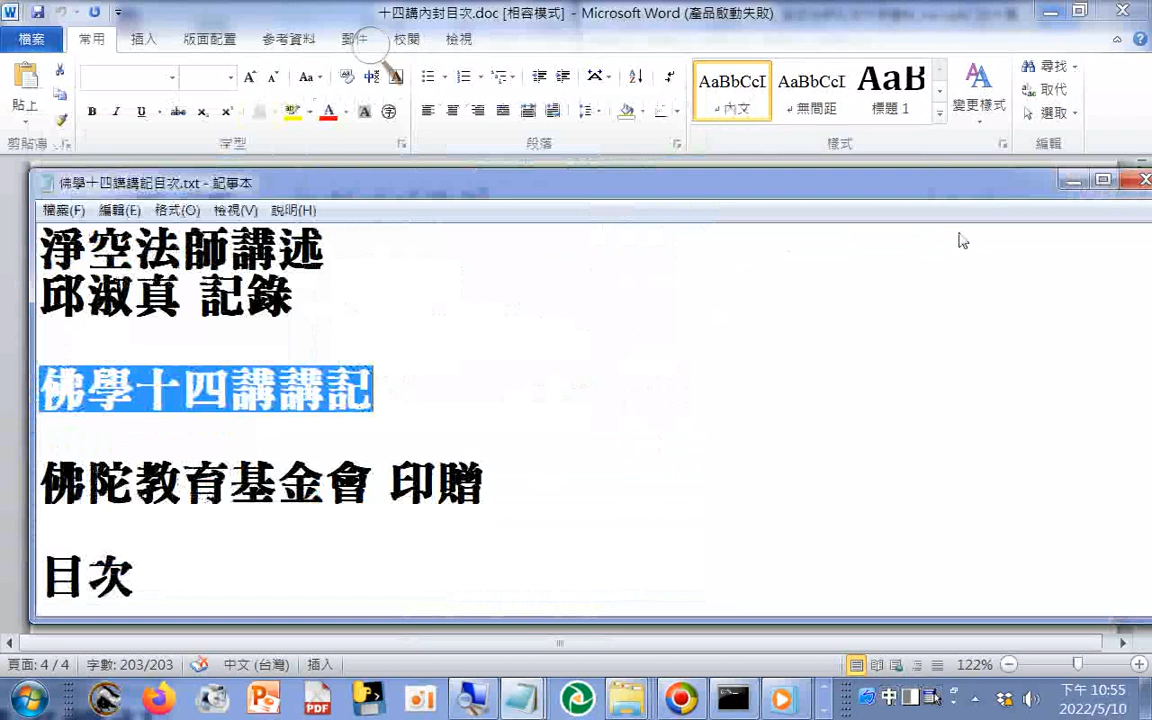 十四講內封目次.doc [相容模式] - Microsoft Word (產品啟動失敗)
檔案 常用 插入 版面配置 參考資料 郵件 校閱 檢視
貼上
AaBbCcI AaBbCcI AaB
內文 無間距 標題 1
變更樣式
尋找
取代
選取
剪貼簿 字型 段落 樣式 編輯
佛學十四講講記目次.txt - 記事本
檔案(F) 編輯(E) 格式(O) 檢視(V) 說明(H)
淨空法師講述
邱淑真 記錄
佛學十四講講記
佛陀教育基金會 印贈
目次
頁面: 4 / 4 字數: 203/203 中文 (台灣) 插入 122%
下午 10:55
2022/5/10